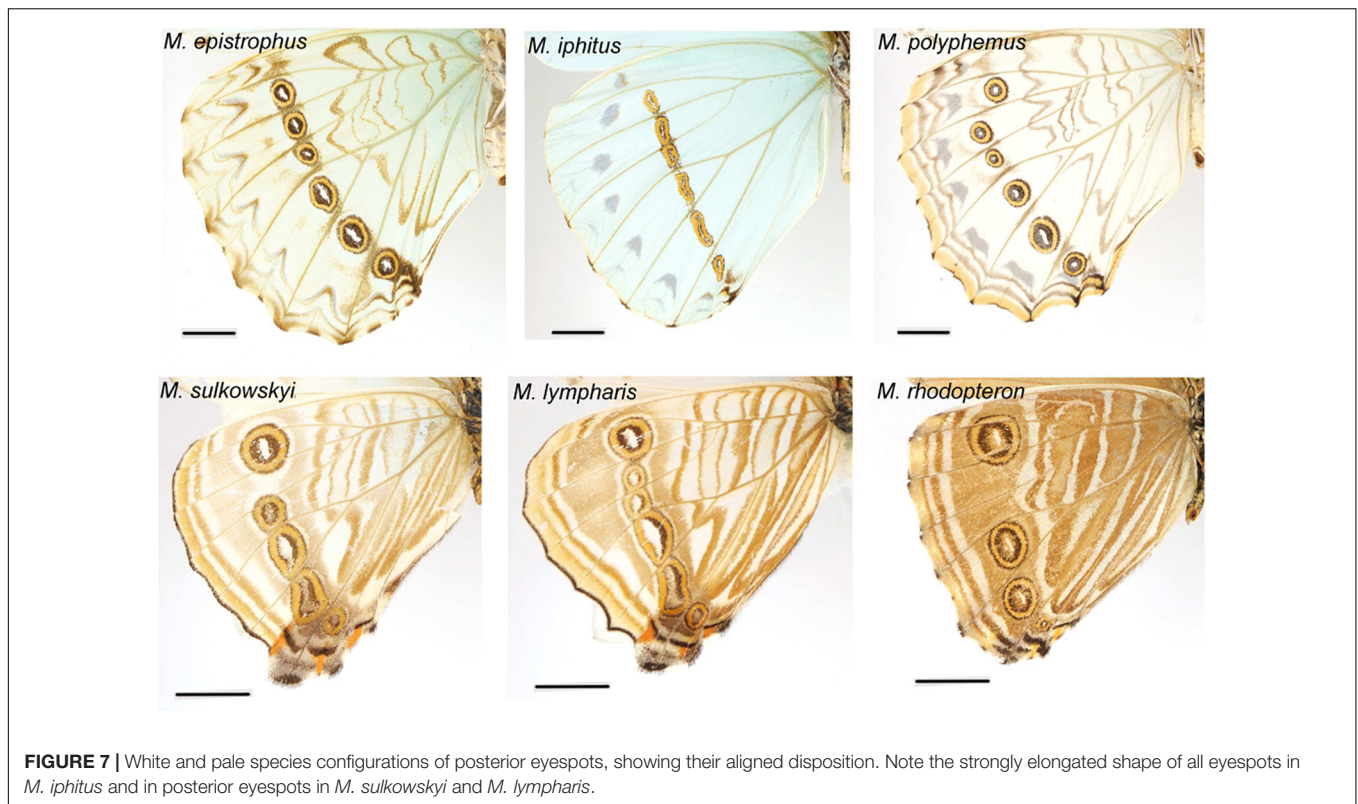 M. epistrophus
M. iphitus
M. polyphemus
M. sulkowskyi
M. lympharis
M. rhodopteron
FIGURE 7 | White and pale species configurations of posterior eyespots, showing their aligned disposition. Note the strongly elongated shape of all eyespots in
M. iphitus and in posterior eyespots in M. sulkowskyi and M. lympharis.